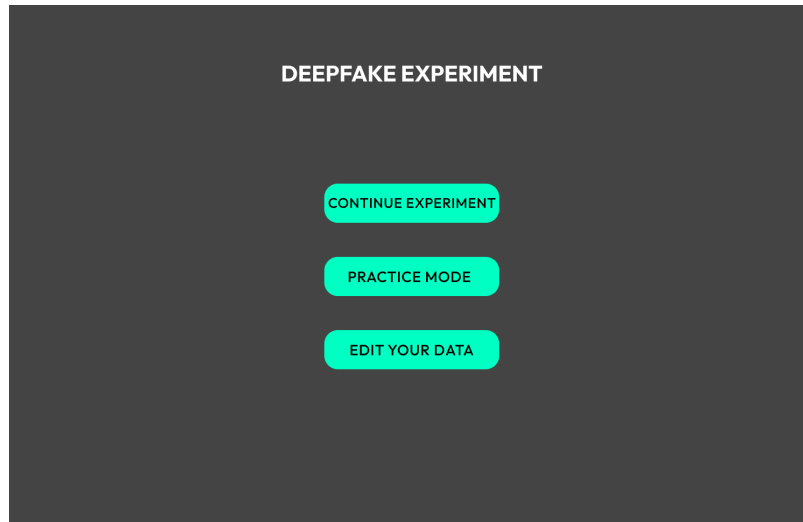 DEEPFAKE EXPERIMENT
CONTINUE EXPERIMENT
PRACTICE MODE
EDIT YOUR DATA